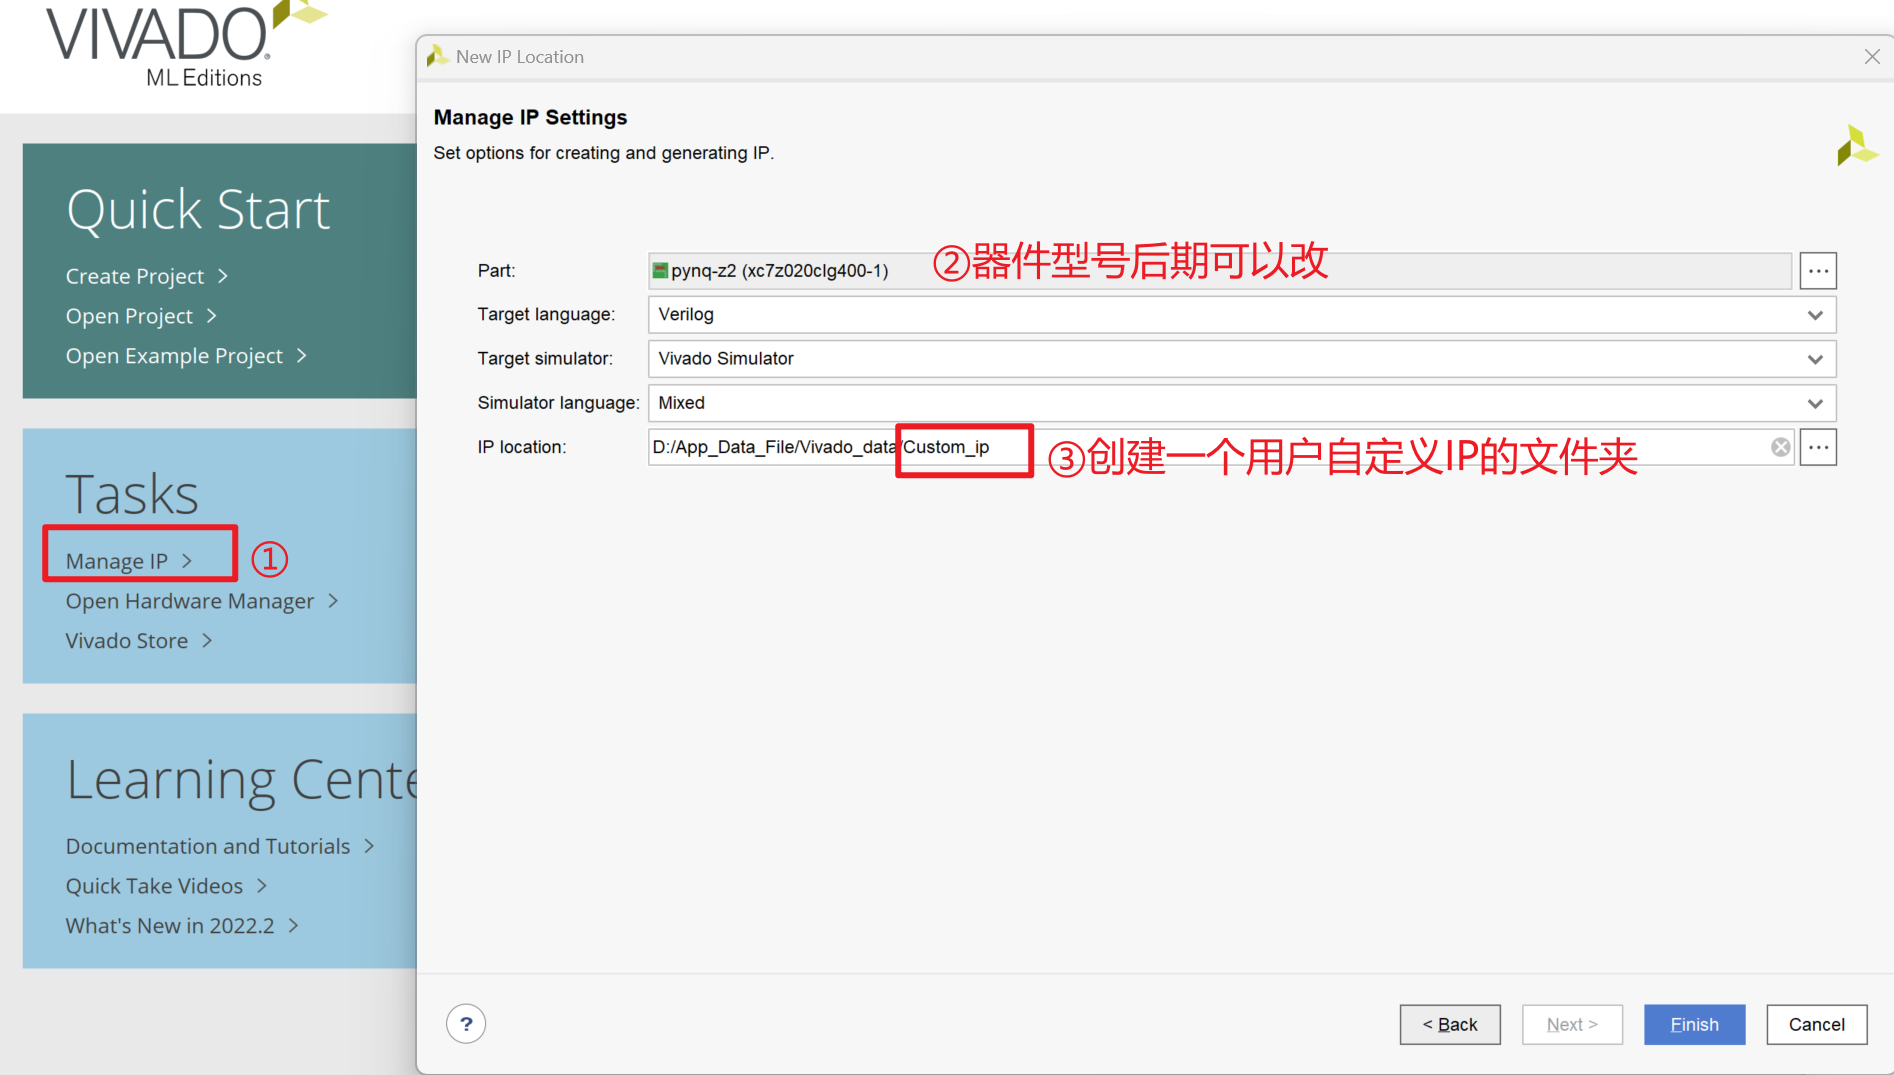 VIVADO
ML Editions
Quick Start
Create Project >
Open Project >
Open Example Project >
Tasks
Manage IP >
①
Open Hardware Manager >
Vivado Store >
Learning Cente
Documentation and Tutorials >
Quick Take Videos >
What's New in 2022.2 >
New IP Location
Manage IP Settings
Set options for creating and generating IP.
Part: pynq-z2 (xc7z020clg400-1) ②器件型号后期可以改
Target language: Verilog
Target simulator: Vivado Simulator
Simulator language: Mixed
IP location: D:/App_Data_File/Vivado_data/Custom_ip ③创建一个用户自定义IP的文件夹
? < Back Next > Finish Cancel